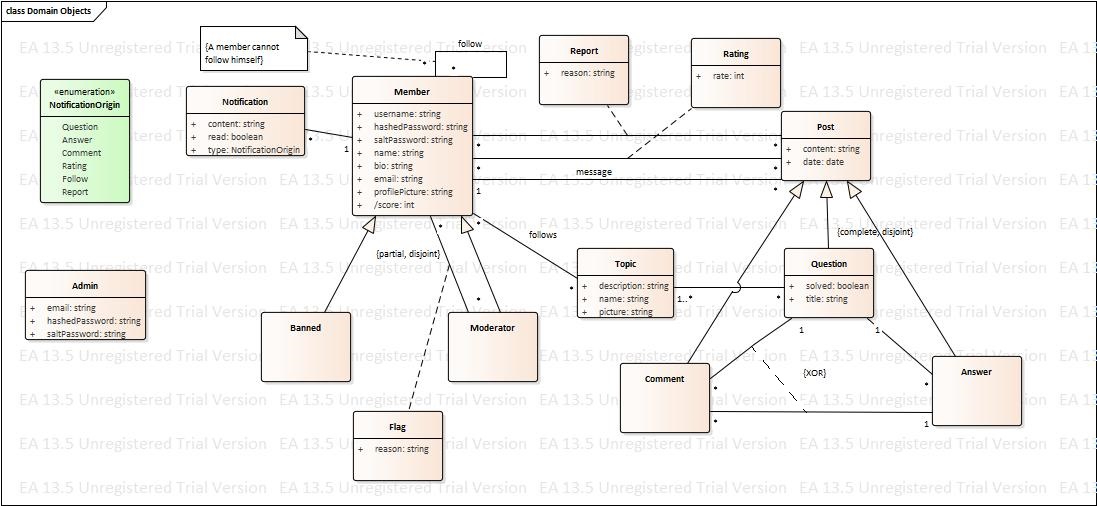 class Domain Objects
EA 13.5 Unregistered Trial Version
{A member cannot
follow himself}
follow
«enumeration»
NotificationOrigin
Question
Answer
Comment
Rating
Follow
Report
Notification
+ content: string
+ read: boolean
+ type: NotificationOrigin
*
1
Member
+ username: string
+ hashedPassword: string
+ saltPassword: string
+ name: string
+ bio: string
+ email: string
+ profilePicture: string
+ /score: int
Report
+ reason: string
Rating
+ rate: int
message
1
Post
+ content: string
+ date: date
{partial, disjoint}
follows
{complete, disjoint}
Admin
+ email: string
+ hashedPassword: string
+ saltPassword: string
Banned
Moderator
Flag
+ reason: string
Topic
+ description: string
+ name: string
+ picture: string
1..*
Question
+ solved: boolean
+ title: string
1
1
{XOR}
Comment
Answer
1